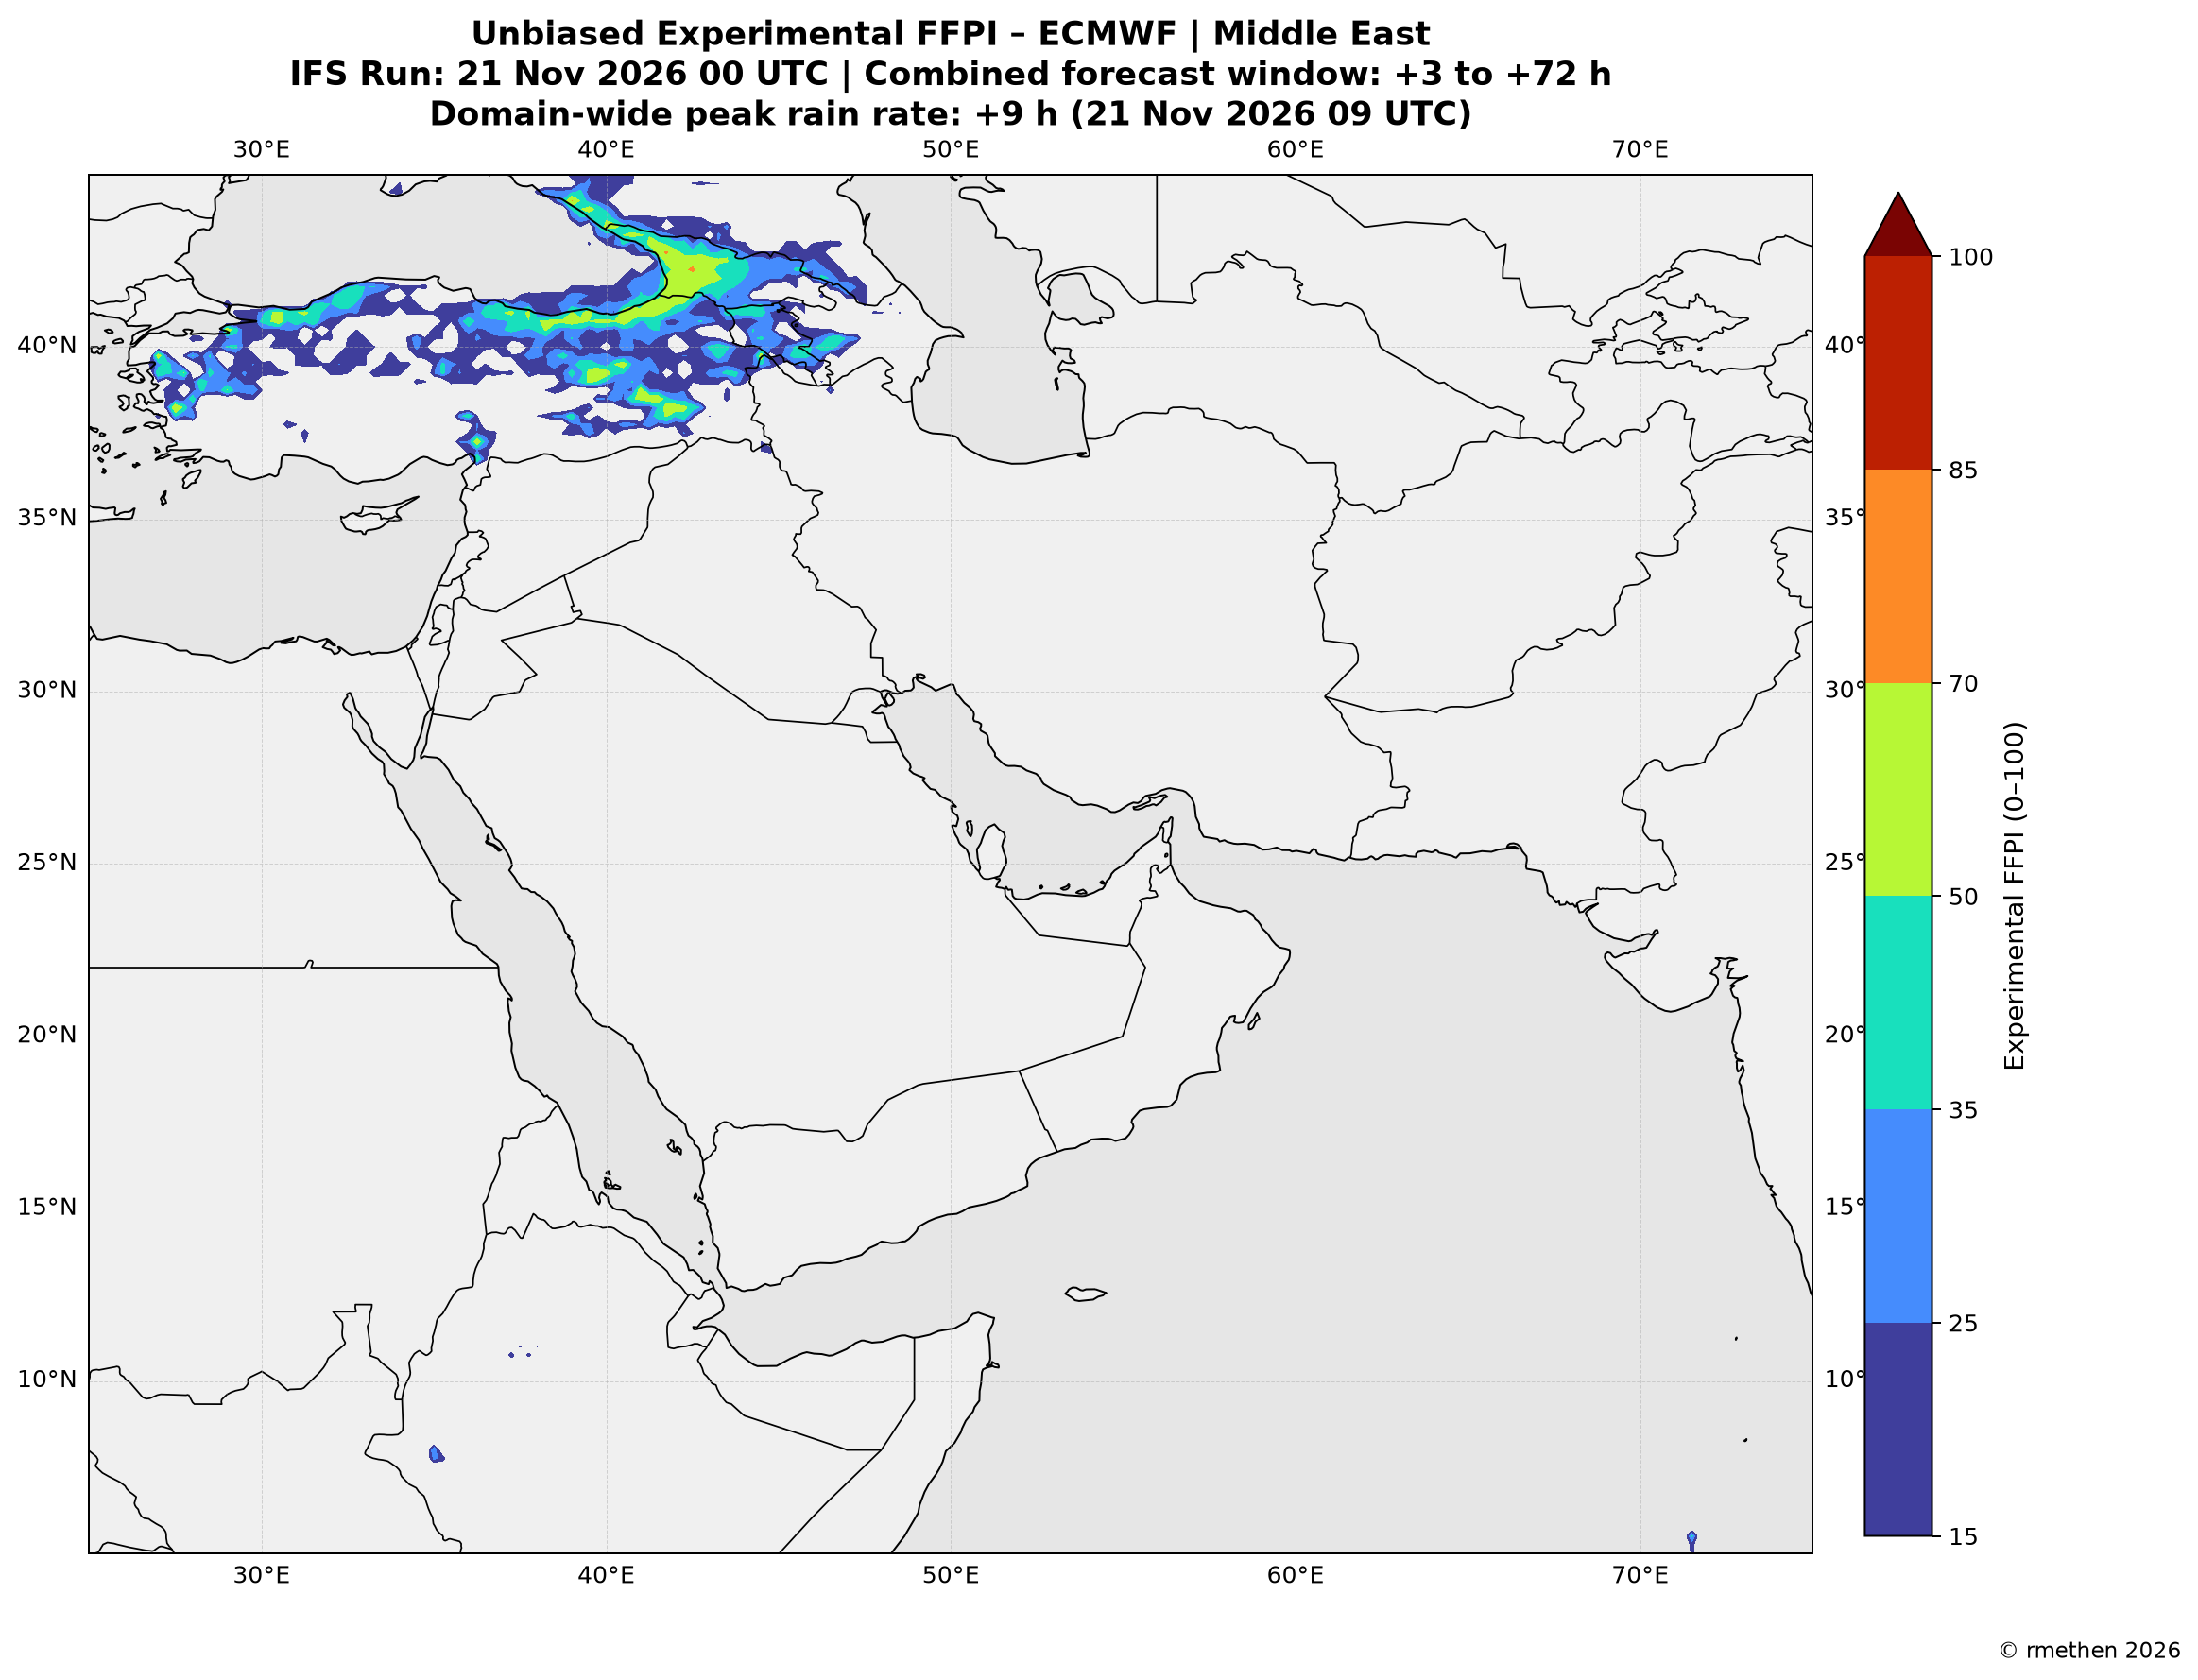 Unbiased Experimental FFPI – ECMWF | Middle East
IFS Run: 21 Nov 2026 00 UTC | Combined forecast window: +3 to +72 h
Domain-wide peak rain rate: +9 h (21 Nov 2026 09 UTC)
30°E 40°E 50°E 60°E 70°E
40°N 40°
35°N 35°
30°N 30°
25°N 25°
20°N 20°
15°N 15°
10°N 10°
30°E 40°E 50°E 60°E 70°E
100
85
70
50
35
25
15
Experimental FFPI (0–100)
© rmethen 2026